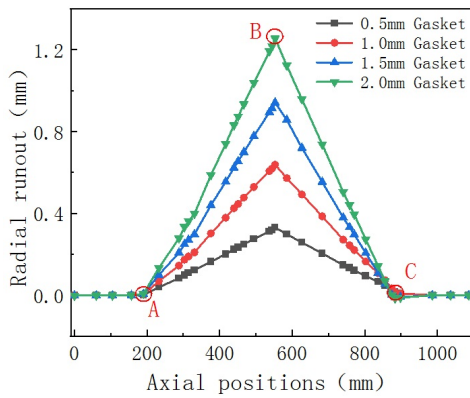 B
0.5mm Gasket
1.0mm Gasket
1.5mm Gasket
2.0mm Gasket
Radial runout (mm)
1.2
0.8
0.4
0.0
A
C
0 200 400 600 800 1000
Axial positions (mm)